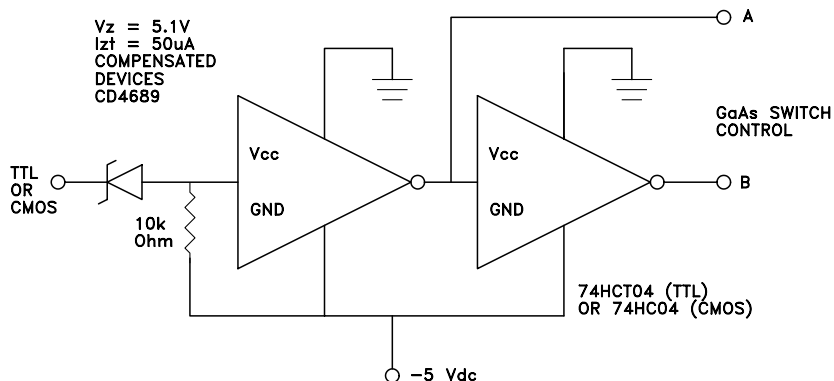 Vz = 5.1V
Izt = 50uA
COMPENSATED
DEVICES
CD4689
A
GaAs SWITCH
CONTROL
Vcc
Vcc
TTL
OR
CMOS
B
GND
GND
10k
Ohm
74HCT04 (TTL)
OR 74HC04 (CMOS)
-5 Vdc